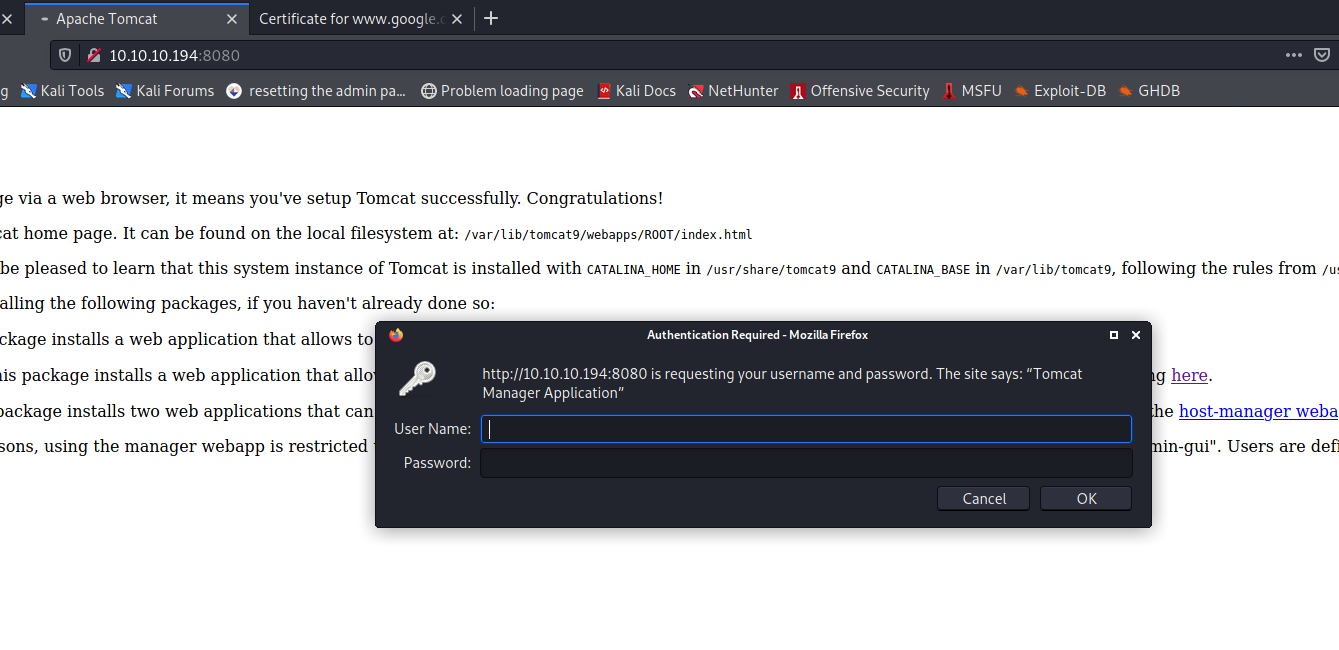 Apache Tomcat
Certificate for www.google.c
10.10.10.194:8080
g Kali Tools Kali Forums resetting the admin pa... Problem loading page Kali Docs NetHunter Offensive Security MSFU Exploit-DB GHDB
ge via a web browser, it means you've setup Tomcat successfully. Congratulations!
cat home page. It can be found on the local filesystem at: /var/lib/tomcat9/webapps/ROOT/index.html
be pleased to learn that this system instance of Tomcat is installed with CATALINA_HOME in /usr/share/tomcat9 and CATALINA_BASE in /var/lib/tomcat9, following the rules from /us
alling the following packages, if you haven't already done so:
ckage installs a web application that allows to
his package installs a web application that allo
g here.
package installs two web applications that can
the host-manager weba
sons, using the manager webapp is restricted
min-gui". Users are defi
Authentication Required - Mozilla Firefox
http://10.10.10.194:8080 is requesting your username and password. The site says: “Tomcat
Manager Application”
User Name:
Password:
Cancel OK